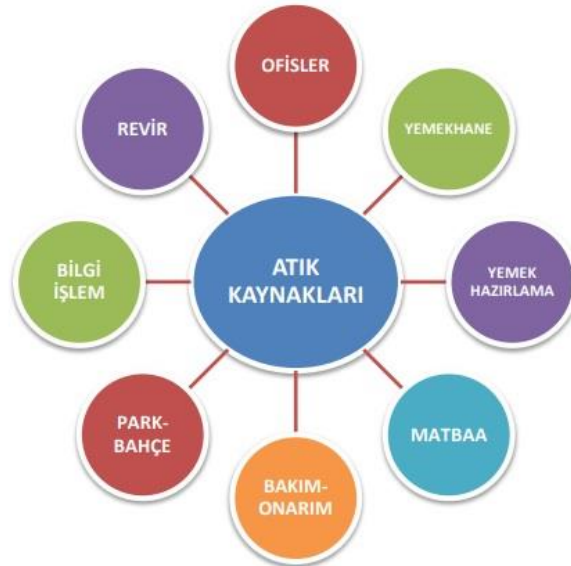 OFİSLER
YEMEKHANE
YEMEK
HAZIRLAMA
MATBAA
BAKIM-
ONARIM
PARK-
BAHÇE
BİLGİ
İŞLEM
REVİR
ATIK
KAYNAKLARI